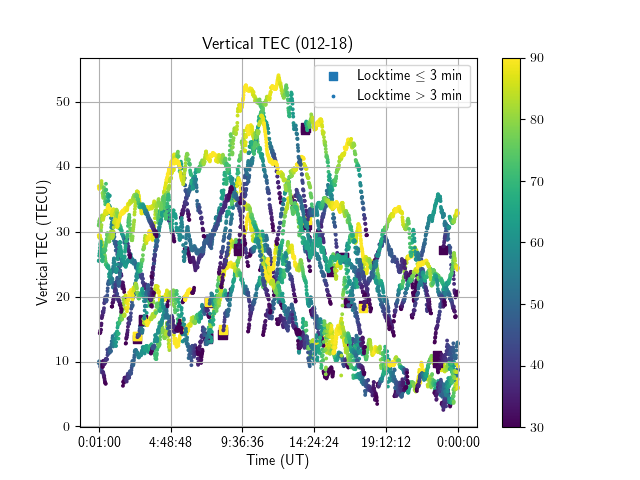 Vertical TEC (012-18)
Locktime ≤ 3 min
Locktime > 3 min
Vertical TEC (TECU)
50
40
30
20
10
0
0:01:00 4:48:48 9:36:36 14:24:24 19:12:12 0:00:00
Time (UT)
90
80
70
60
50
40
30